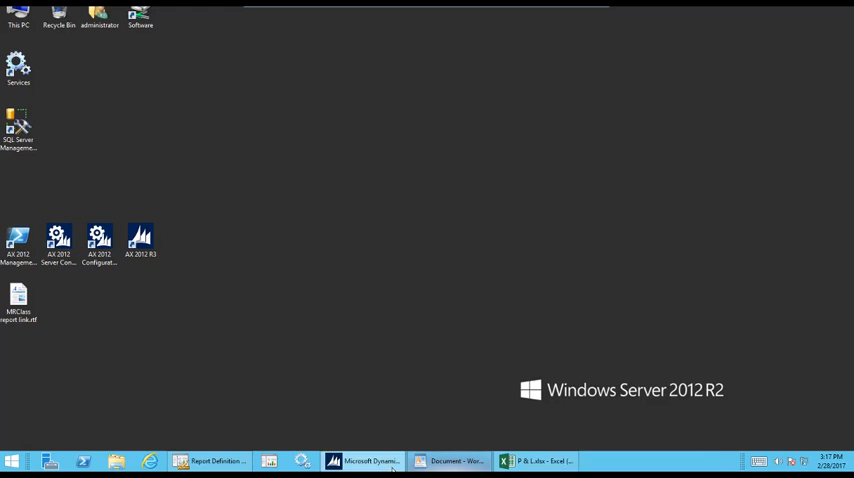 This PC
Recycle Bin
administrator
Software
Services
SQL Server
Manageme...
AX 2012
Manageme...
AX 2012
Server Con...
AX 2012
Configurat...
AX 2012 R3
MRClass
report link.rtf
Windows Server 2012 R2
Report Definition ...
Microsoft Dynami...
Document - Wor...
P & L.xlsx - Excel (...
3:17 PM
2/28/2017